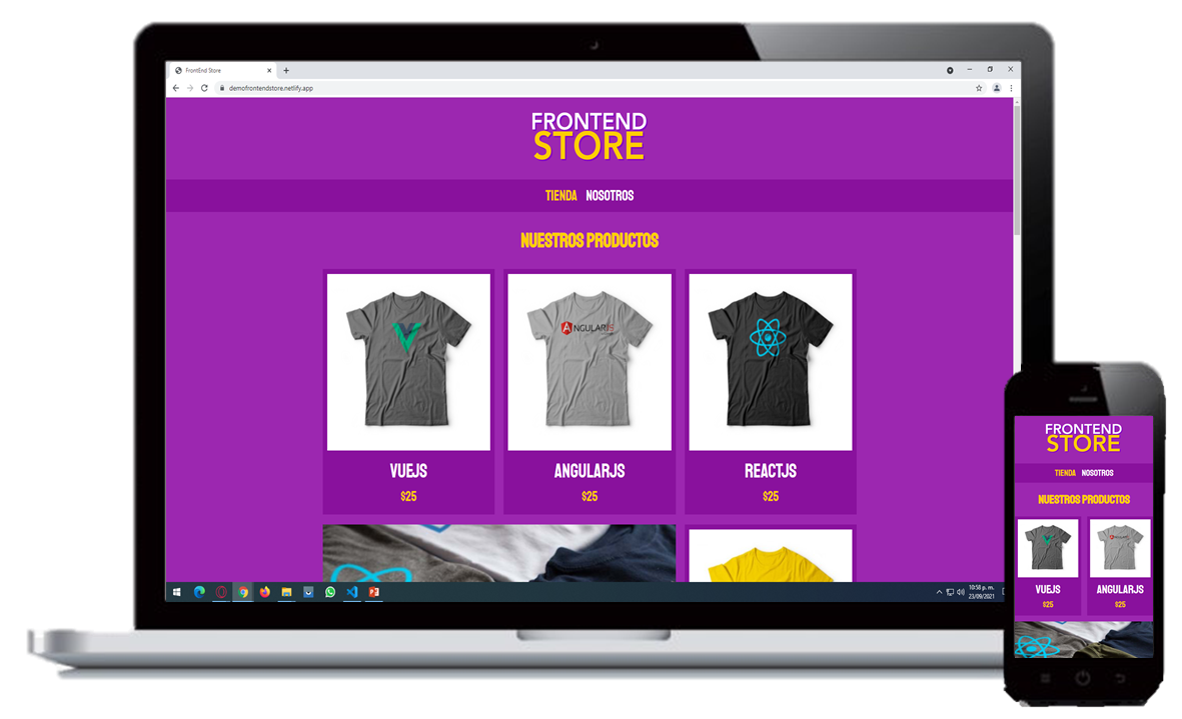 FrontEnd Store
demofrontendstore.netlify.app
FRONTEND
STORE
TIENDA NOSOTROS
NUESTROS PRODUCTOS
ANGULARJS
VUEJS
$25
ANGULARJS
$25
REACTJS
$25
10:58 p. m.
23/09/2021
FRONTEND
STORE
TIENDA NOSOTROS
NUESTROS PRODUCTOS
VUEJS
$25
ANGULARJS
$25